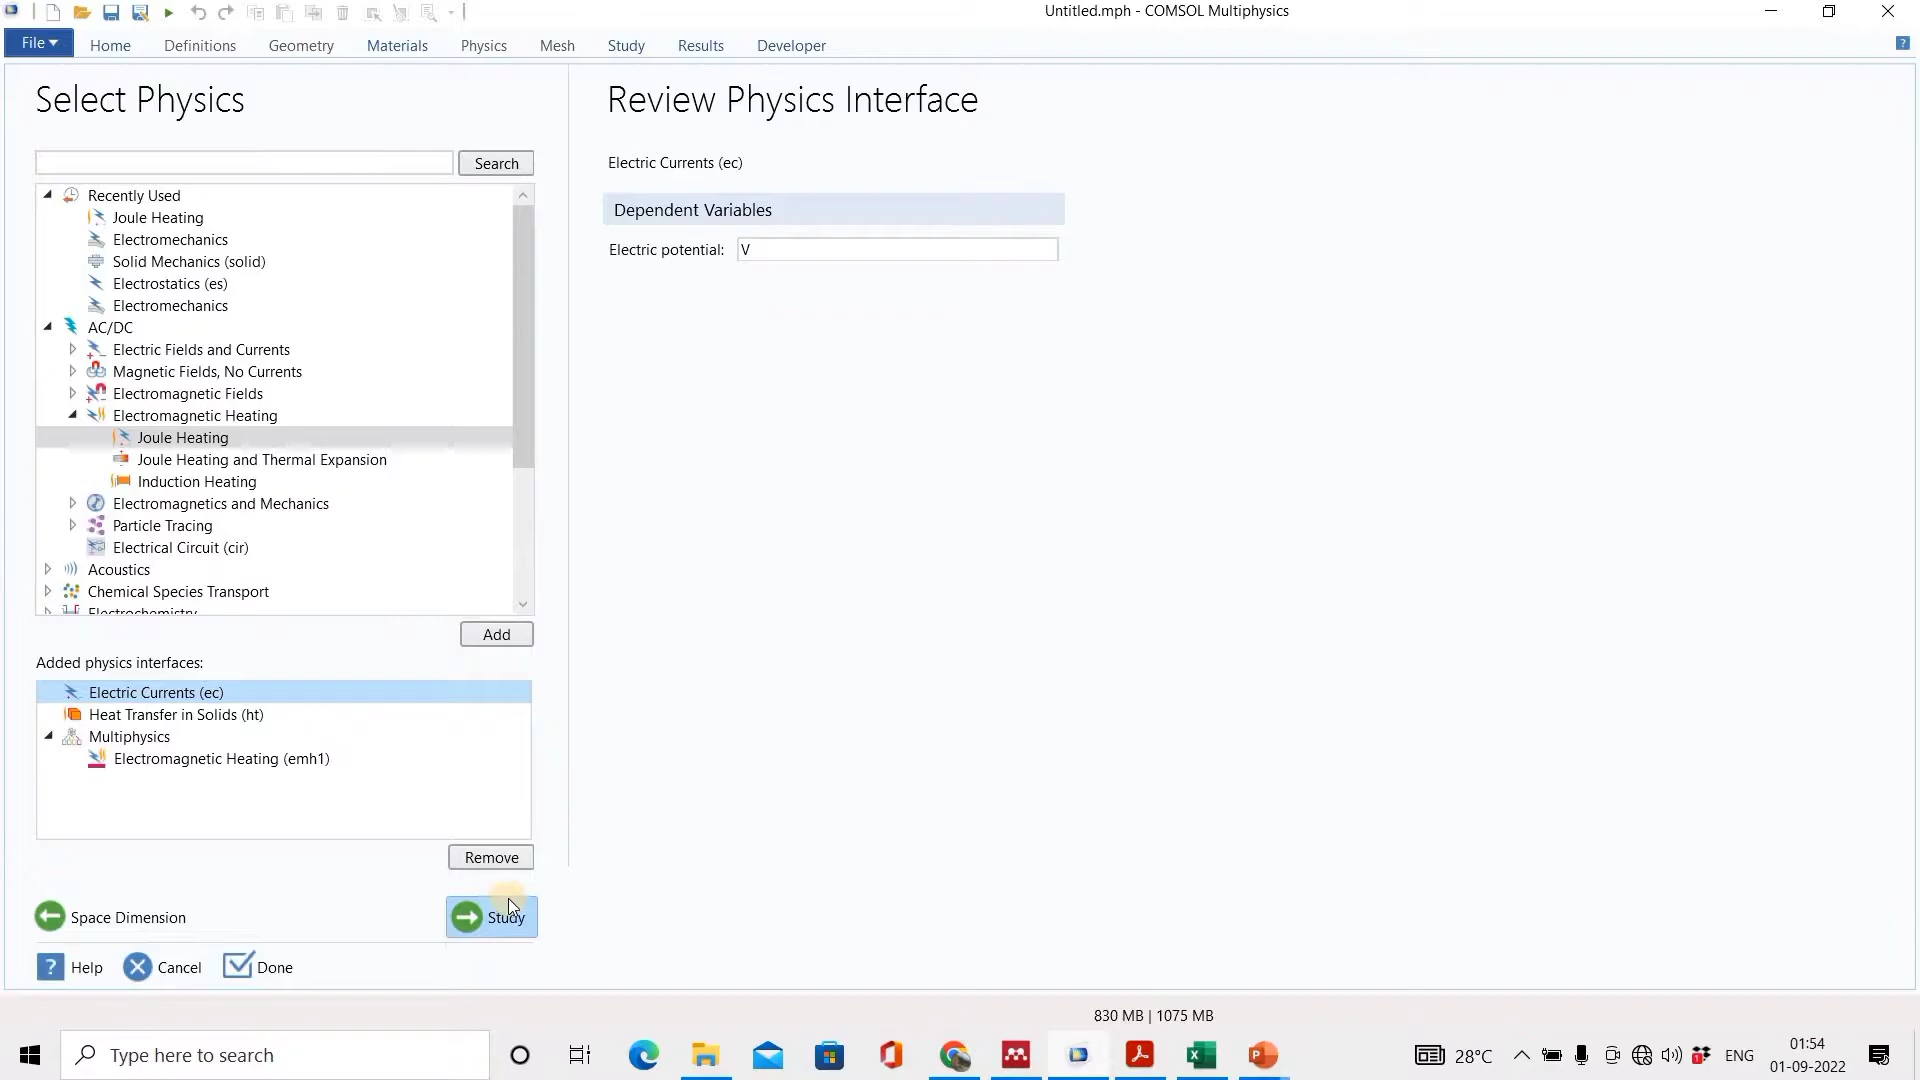 Untitled.mph - COMSOL Multiphysics
File Home Definitions Geometry Materials Physics Mesh Study Results Developer ?
Select Physics
Search
Recently Used
Joule Heating
Electromechanics
Solid Mechanics (solid)
Electrostatics (es)
Electromechanics
AC/DC
Electric Fields and Currents
Magnetic Fields, No Currents
Electromagnetic Fields
Electromagnetic Heating
Joule Heating
Joule Heating and Thermal Expansion
Induction Heating
Electromagnetics and Mechanics
Particle Tracing
Electrical Circuit (cir)
Acoustics
Chemical Species Transport
Electrochemistry
Add
Added physics interfaces:
Electric Currents (ec)
Heat Transfer in Solids (ht)
Multiphysics
Electromagnetic Heating (emh1)
Remove
Space Dimension
Study
? Help Cancel Done
Review Physics Interface
Electric Currents (ec)
Dependent Variables
Electric potential: V
830 MB | 1075 MB
Type here to search
28°C
ENG
01:54
01-09-2022